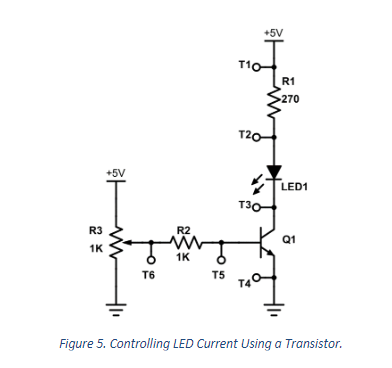 +5V
T1
R1
270
T2
LED1
T3
+5V
R3
1K
R2
1K
Q1
T6
T5
T4
Figure 5. Controlling LED Current Using a Transistor.